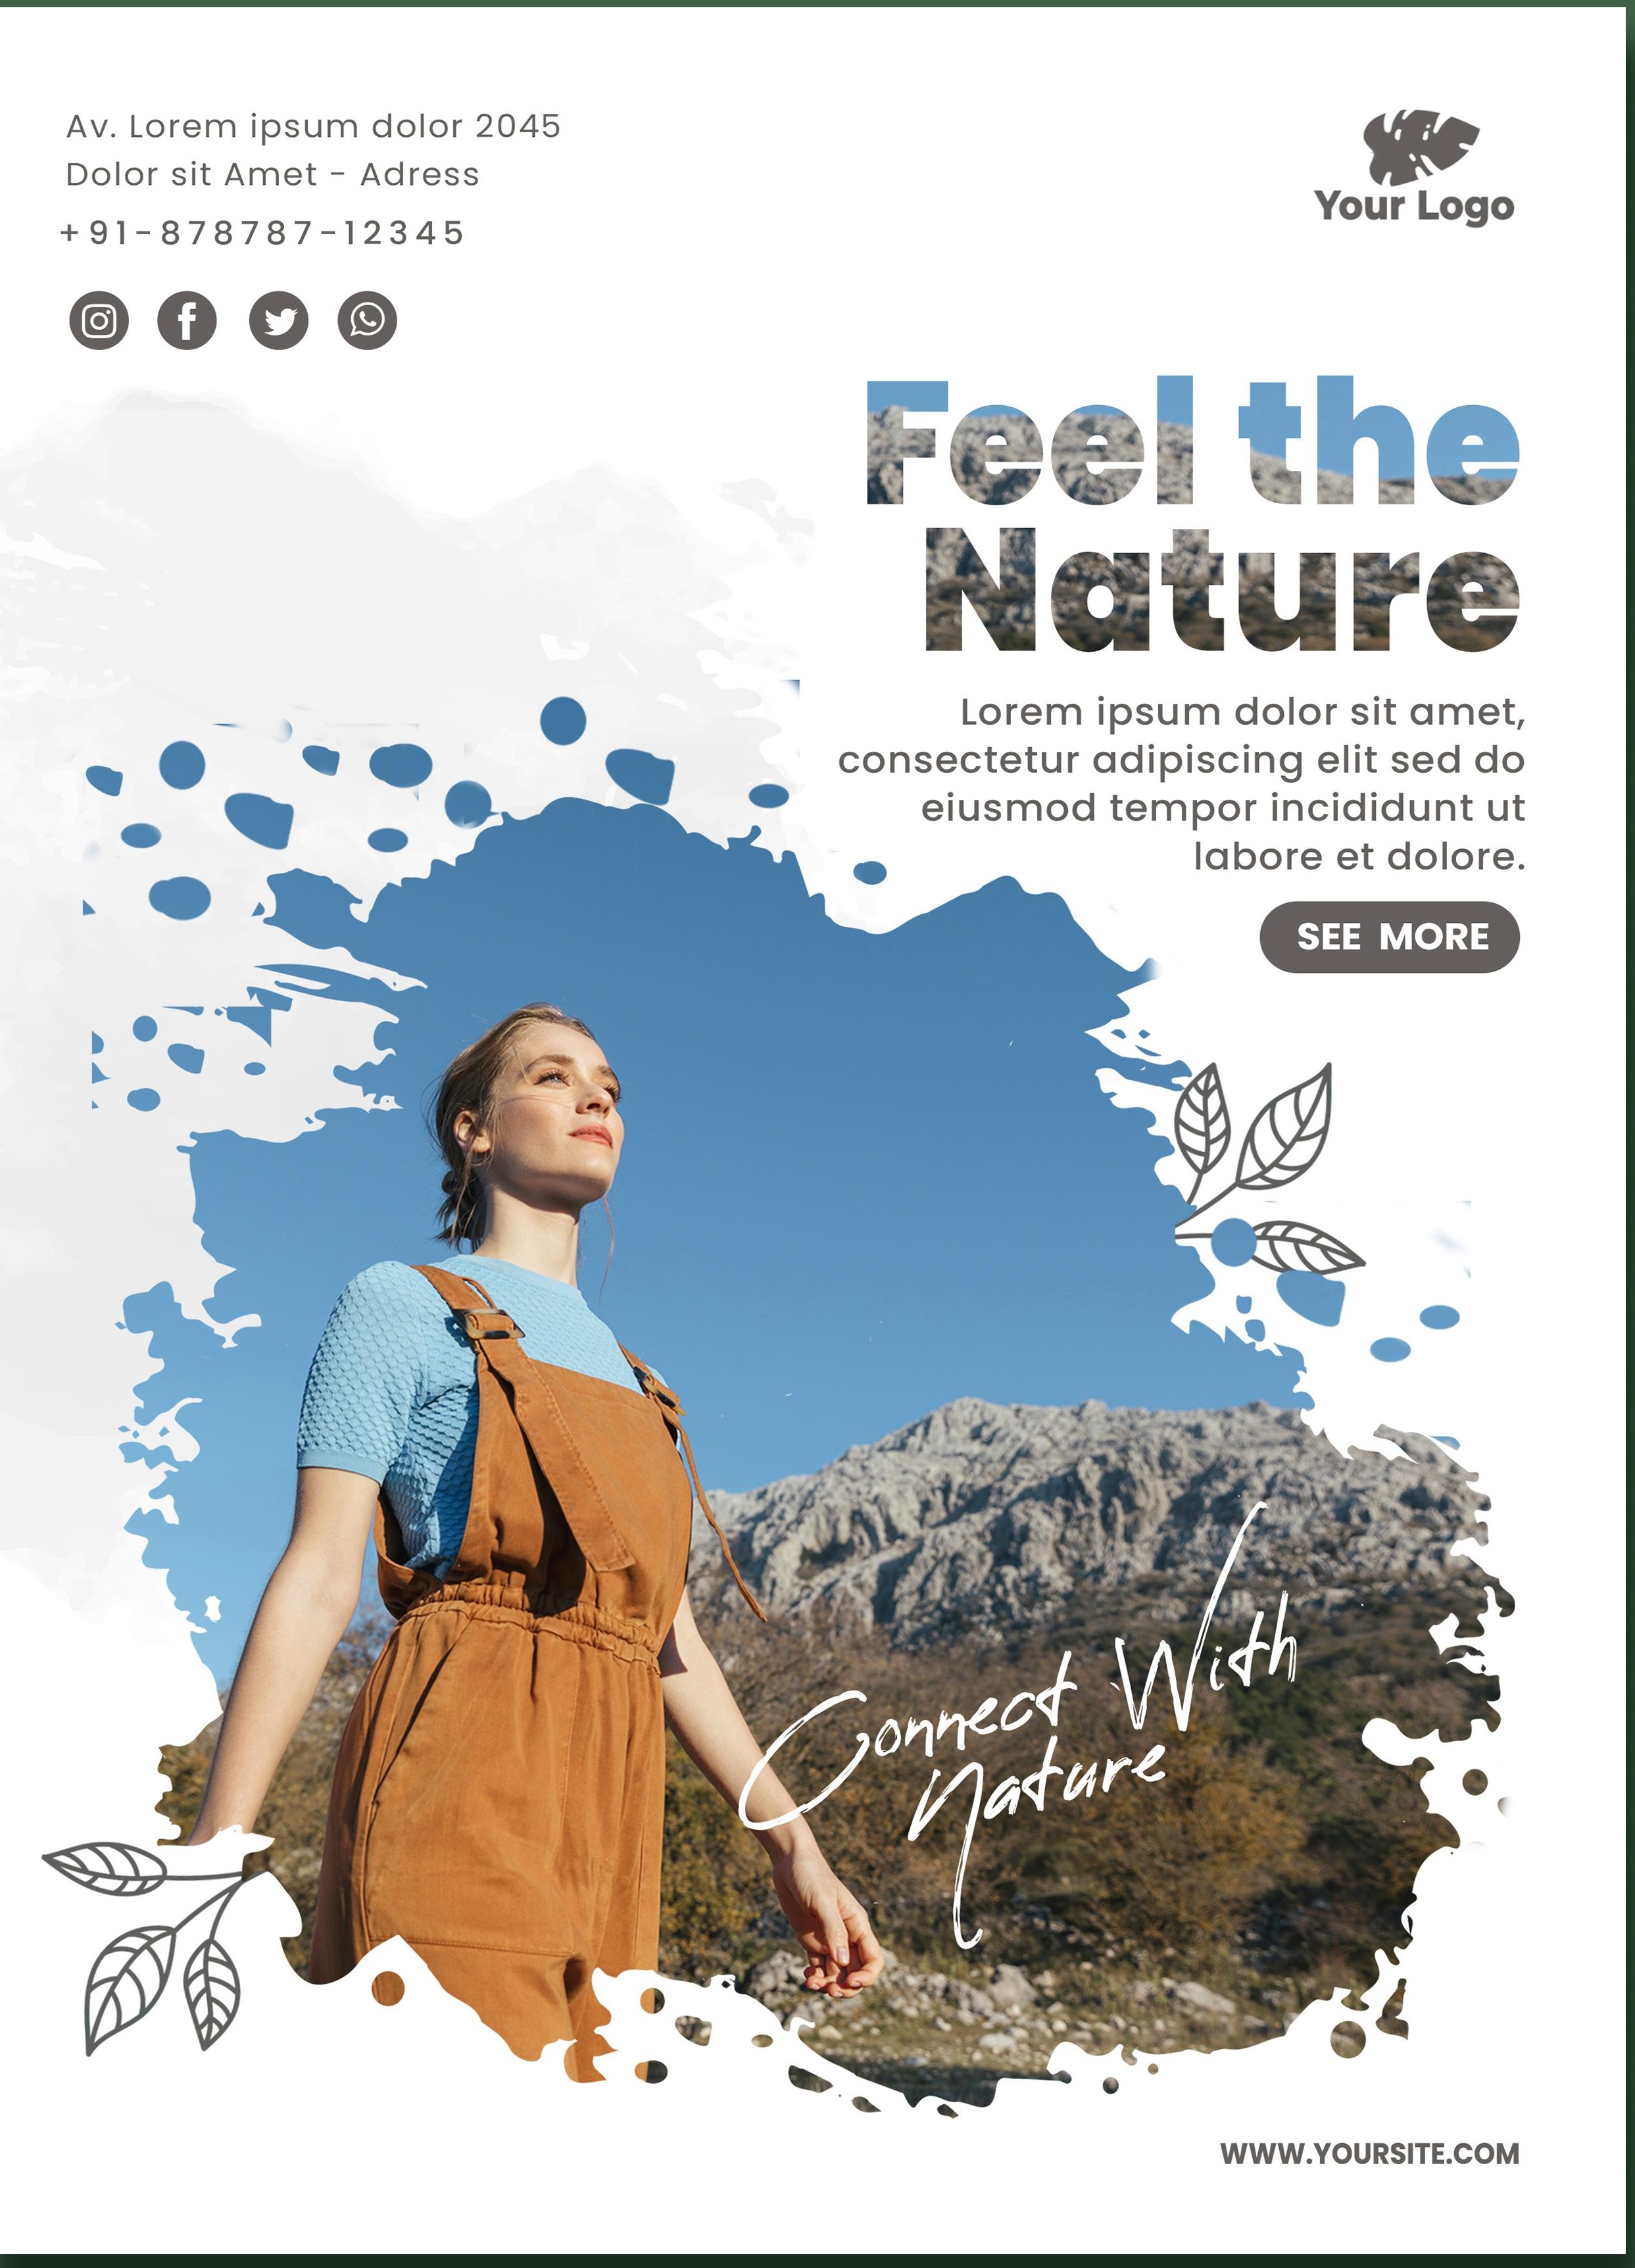 Av. Lorem ipsum dolor 2045
Dolor sit Amet - Adress
+91-878787-12345
Your Logo
Feel the
Nature
Lorem ipsum dolor sit amet,
consectetur adipiscing elit sed do
eiusmod tempor incididunt ut
labore et dolore.
SEE MORE
Connect With
Nature
WWW.YOURSITE.COM